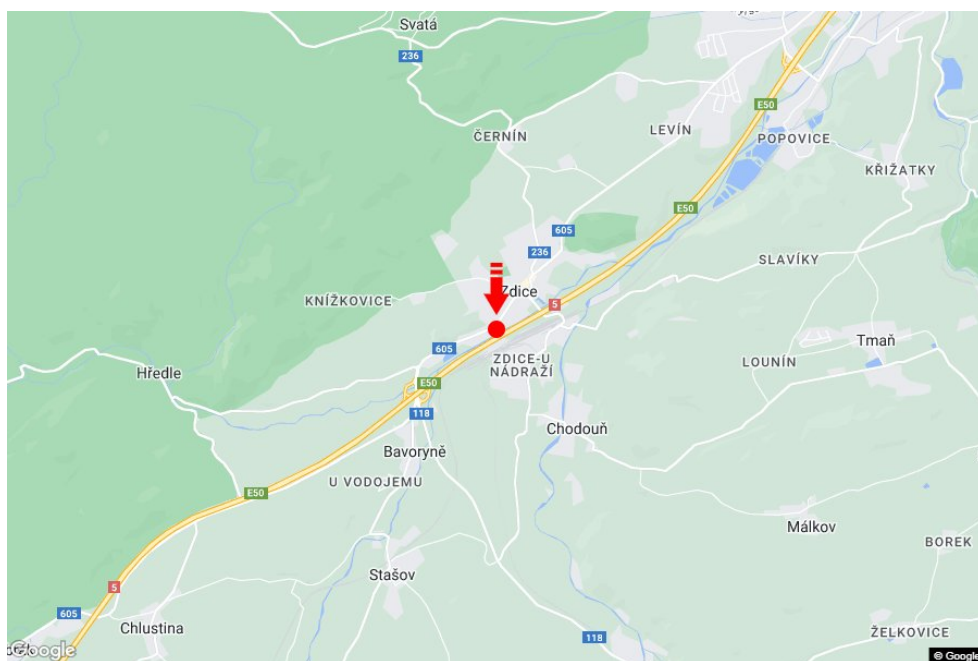 Svatá
236
ČERNÍN
LEVÍN
E50
POPOVICE
KŘIŽATKY
E50
605
236
SLAVÍKY
KNÍŽKOVICE
Zdice
5
605
ZDICE-U
NÁDRAŽÍ
LOUNÍN
Tmaň
Hředle
E50
118
Chodouň
Bavoryně
U VODOJEMU
E50
Málkov
BOREK
Stašov
5
605
Chlustina
118
ŽELKOVICE
Google
© Google